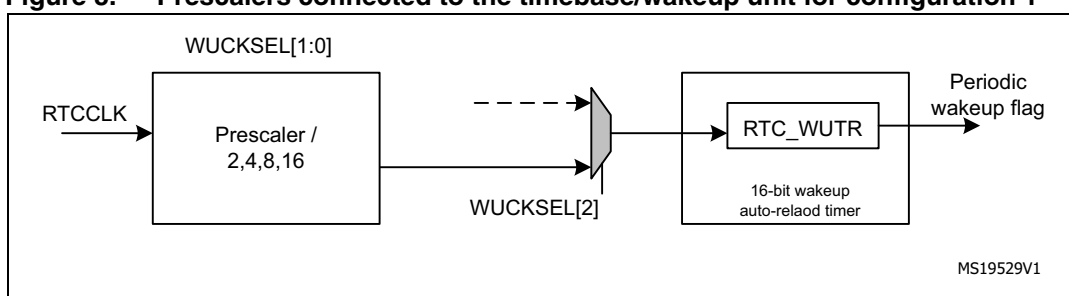 Figure 8. Prescalers connected to the timebase/wakeup unit for configuration 1
WUCKSEL[1:0]
RTCCLK
Prescaler /
2,4,8,16
WUCKSEL[2]
RTC_WUTR
16-bit wakeup
auto-relaod timer
Periodic
wakeup flag
MS19529V1